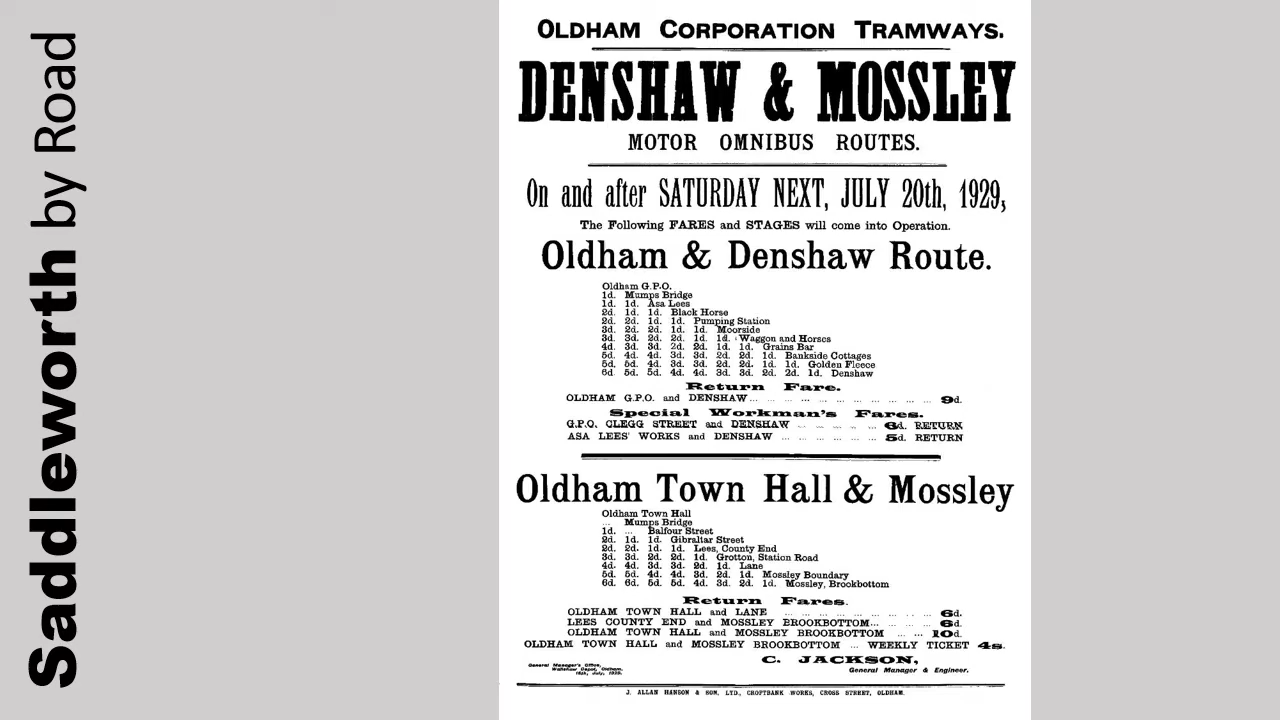 Saddleworth by Road
OLDHAM CORPORATION TRAMWAYS.
DENSHAW & MOSSLEY
MOTOR OMNIBUS ROUTES.
On and after SATURDAY NEXT, JULY 20th, 1929,
The Following FARES and STAGES will come into Operation.
Oldham & Denshaw Route.
Oldham G.P.O.
1d. Mumps Bridge
1d. 1d. Asa Lees
2d. 1d. 1d. Black Horse
2d. 2d. 1d. 1d. Pumping Station
3d. 2d. 2d. 1d. 1d. Moorside
3d. 3d. 2d. 2d. 1d. 1d. Waggon and Horses
4d. 3d. 3d. 2d. 2d. 1d. 1d. Grains Bar
5d. 4d. 4d. 3d. 3d. 2d. 2d. 1d. Bankside Cottages
5d. 5d. 4d. 3d. 3d. 2d. 2d. 1d. 1d. Golden Fleece
6d. 5d. 5d. 4d. 4d. 3d. 3d. 2d. 2d. 1d. Denshaw
Return Fare.
OLDHAM G.P.O. and DENSHAW... ... ... ... ... ... ... ... ... 9d.
Special Workman's Fares.
G.P.O. CLEGG STREET and DENSHAW ... ... ... ... ... 6d. RETURN
ASA LEES' WORKS and DENSHAW ... ... ... ... ... 5d. RETURN
Oldham Town Hall & Mossley
Oldham Town Hall
... Mumps Bridge
1d. ... Balfour Street
2d. 1d. 1d. Gibraltar Street
2d. 2d. 1d. 1d. Lees, County End
3d. 3d. 2d. 2d. 1d. Grotton, Station Road
4d. 4d. 3d. 3d. 2d. 1d. Lane
5d. 5d. 4d. 4d. 3d. 2d. 1d. Mossley Boundary
6d. 6d. 5d. 5d. 4d. 3d. 2d. 1d. Mossley, Brookbottom
Return Fares.
OLDHAM TOWN HALL and LANE ... ... ... ... ... ... ... ... 6d.
LEES COUNTY END and MOSSLEY BROOKBOTTOM... ... ... ... 6d.
OLDHAM TOWN HALL and MOSSLEY BROOKBOTTOM ... ... 10d.
OLDHAM TOWN HALL and MOSSLEY BROOKBOTTOM ... WEEKLY TICKET 4s.
C. JACKSON,
General Manager & Engineer.
General Manager's Office,
Wallshaw Depot, Oldham.
15th, July, 1929.
J. ALLAN HANSON & SON, LTD., CROFTBANK WORKS, CROSS STREET, OLDHAM.